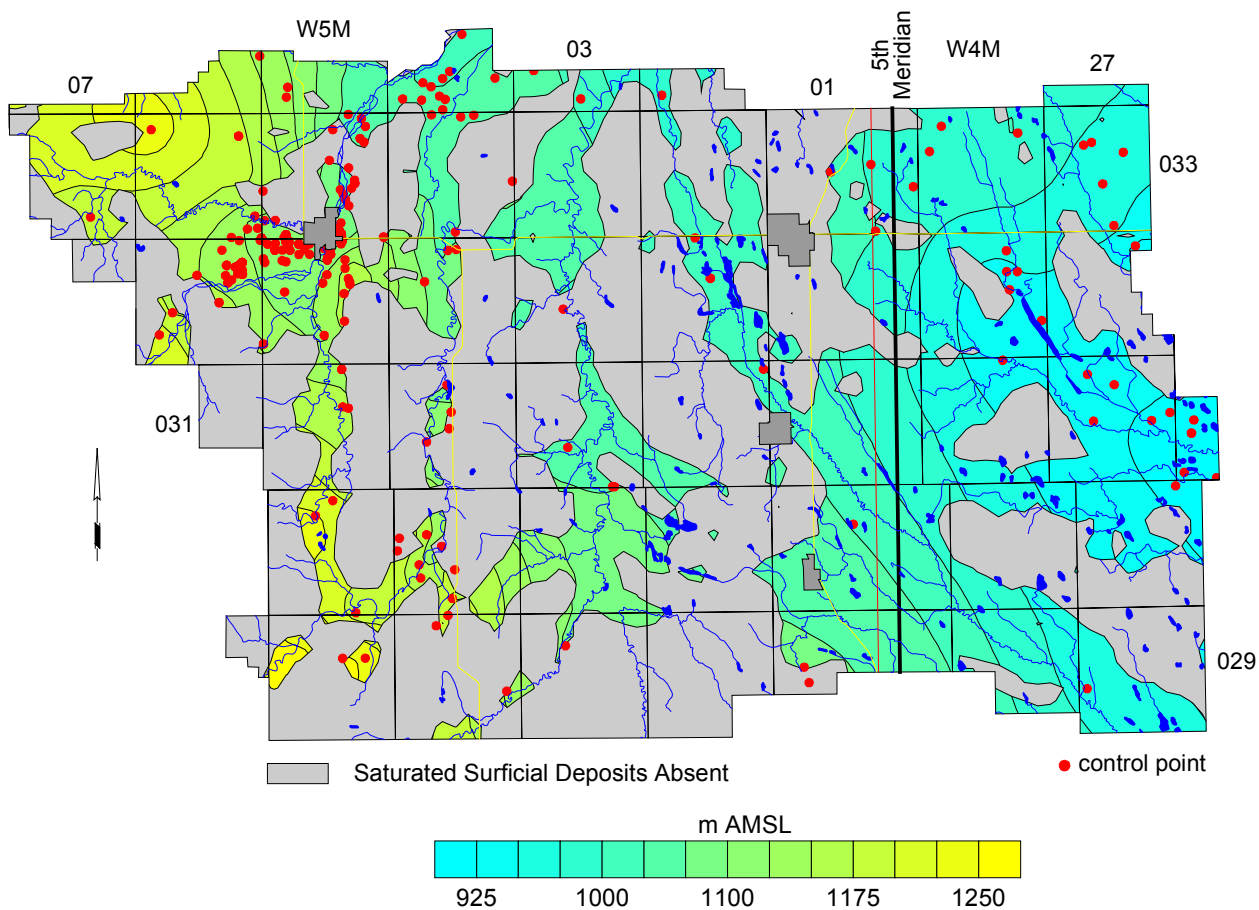 W5M
03
5th
Meridian
W4M
27
07
01
033
031
029
Saturated Surficial Deposits Absent
control point
m AMSL
925 1000 1100 1175 1250